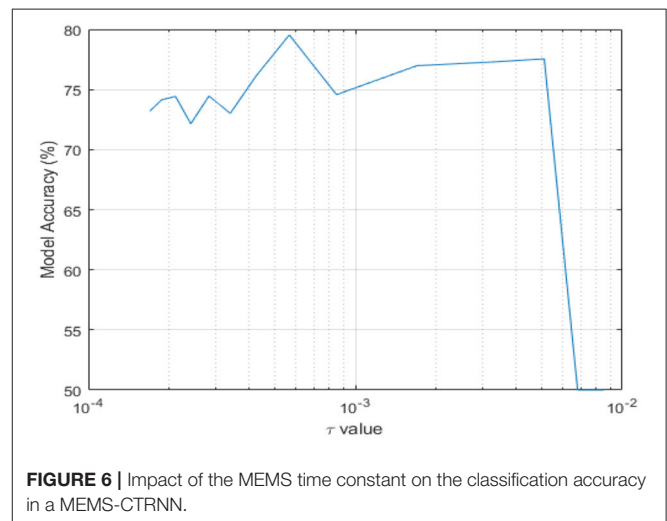 80
75
70
65
60
55
50
Model Accuracy (%)
10^-4
10^-3
10^-2
τ value
FIGURE 6 | Impact of the MEMS time constant on the classification accuracy
in a MEMS-CTRNN.